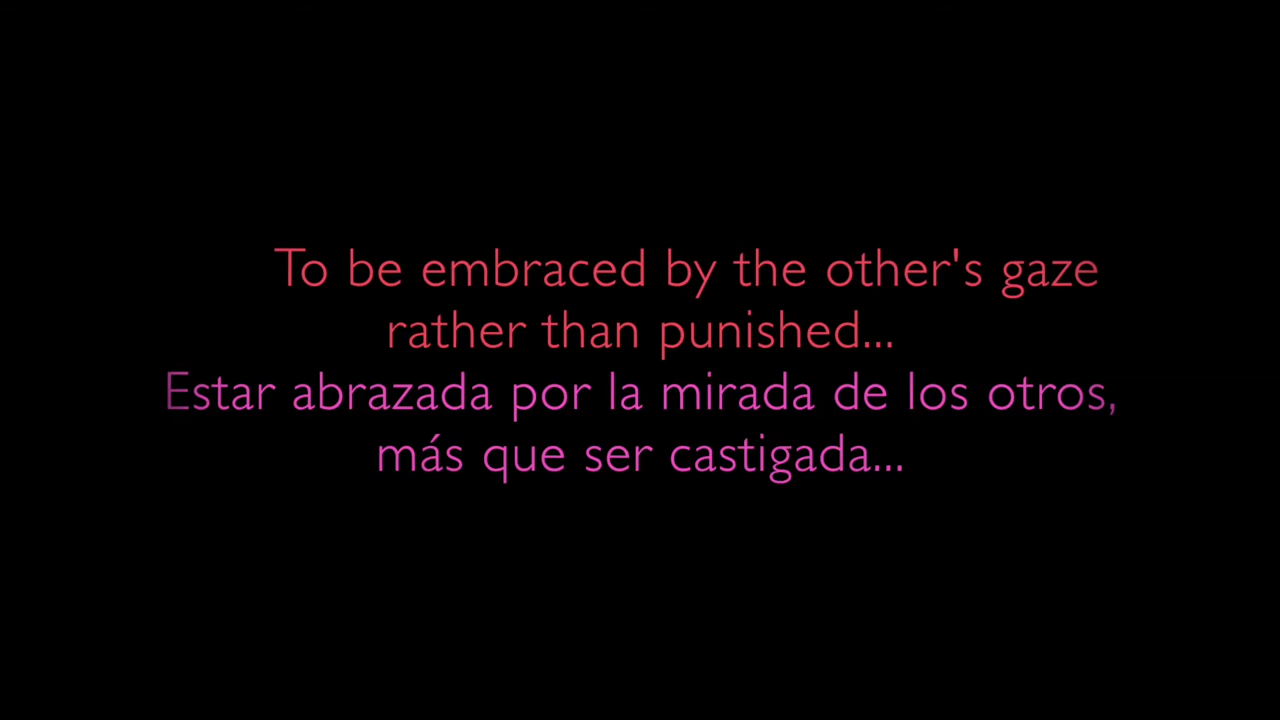 To be embraced by the other's gaze
rather than punished...
Estar abrazada por la mirada de los otros,
más que ser castigada...